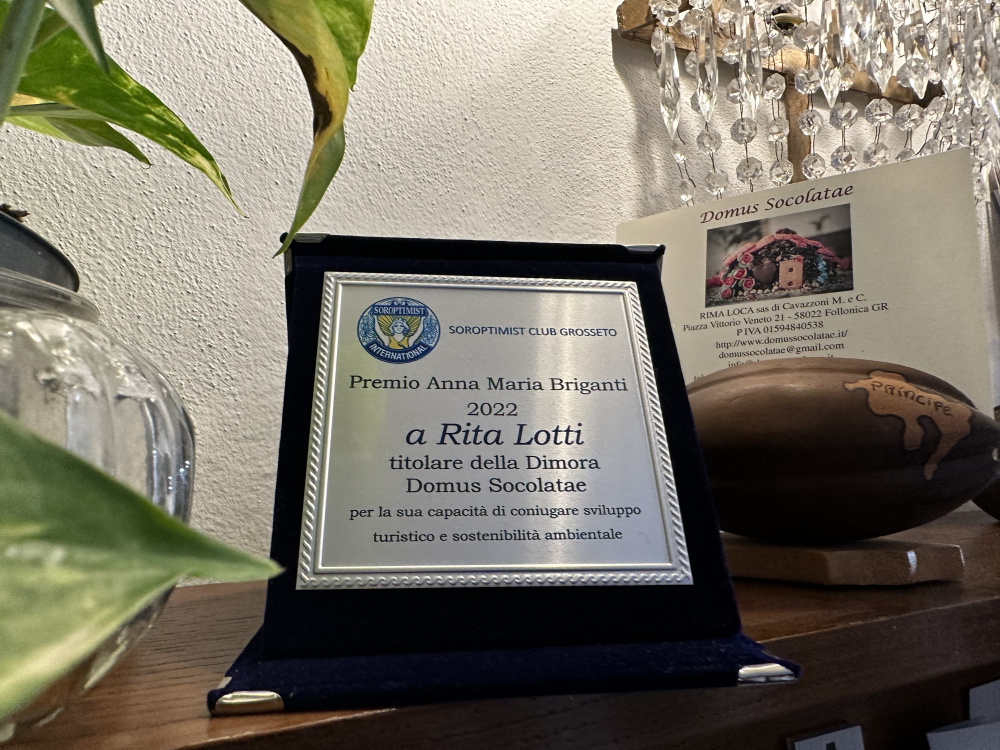 SOROPTIMIST
INTERNATIONAL
SOROPTIMIST CLUB GROSSETO
Premio Anna Maria Briganti
2022
a Rita Lotti
titolare della Dimora
Domus Socolatae
per la sua capacità di coniugare sviluppo
turistico e sostenibilità ambientale
Domus Socolatae
RIMA LOCA sas di Cavazzoni M. e C.
Piazza Vittorio Veneto 21 - 58022 Follonica GR
P IVA 01594840538
http://www.domussocolatae.it/
domussocolatae@gmail.com
PRINCIPE